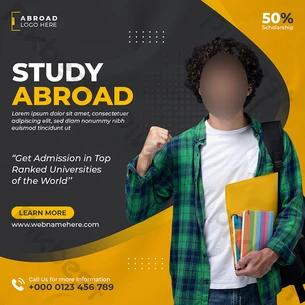 ABROAD
LOGO HERE
50%
Scholarship
STUDY
ABROAD
Lorem ipsum dolor sit amet,
consectetur adipiscing elit, sed diam
nonummy nibh euismod
tincidunt ut
"Get Admission in Top
Ranked Universities
of the World"
LEARN MORE
www.webnamehere.com
Call Us for more Information
+000 0123 456 789